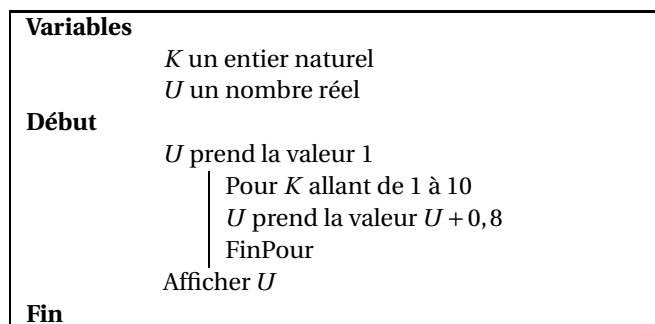 Variables
K un entier naturel
U un nombre réel
Début
U prend la valeur 1
Pour K allant de 1 à 10
U prend la valeur U + 0,8
FinPour
Afficher U
Fin